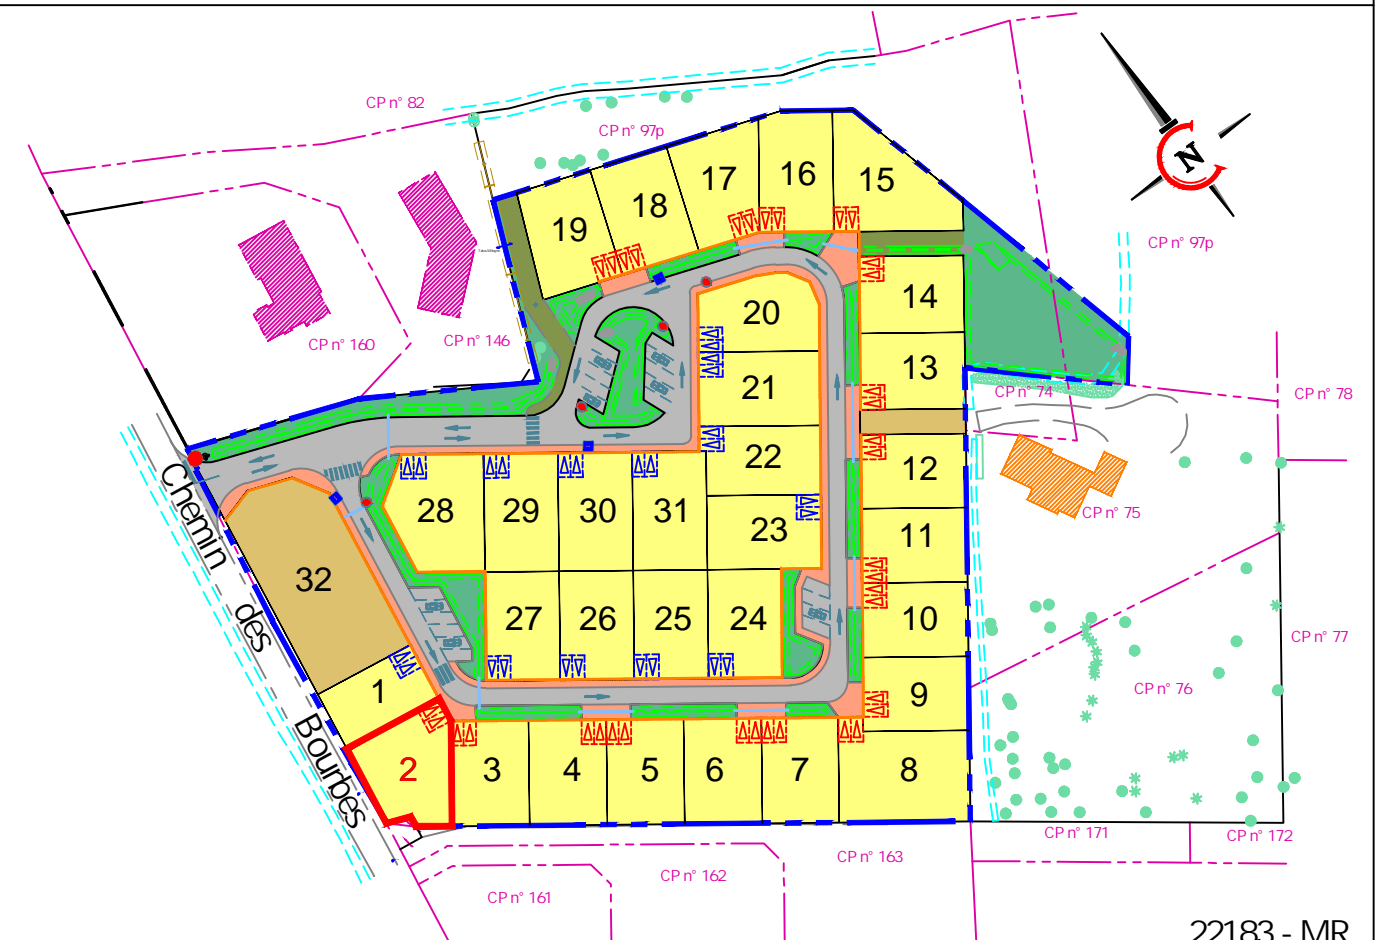 CP n° 82
CP n° 97p
N
17
16
15
18
19
CP n° 97p
14
20
CP n° 160
CP n° 146
13
21
CP n° 74
CP n° 78
22
12
Chemin
des
Bourbes
28
29
30
31
23
CP n° 75
11
32
27
26
25
24
10
CP n° 77
1
9
CP n° 76
2
3
4
5
6
7
8
CP n° 171
CP n° 172
CP n° 163
CP n° 162
CP n° 161
22183 - MR